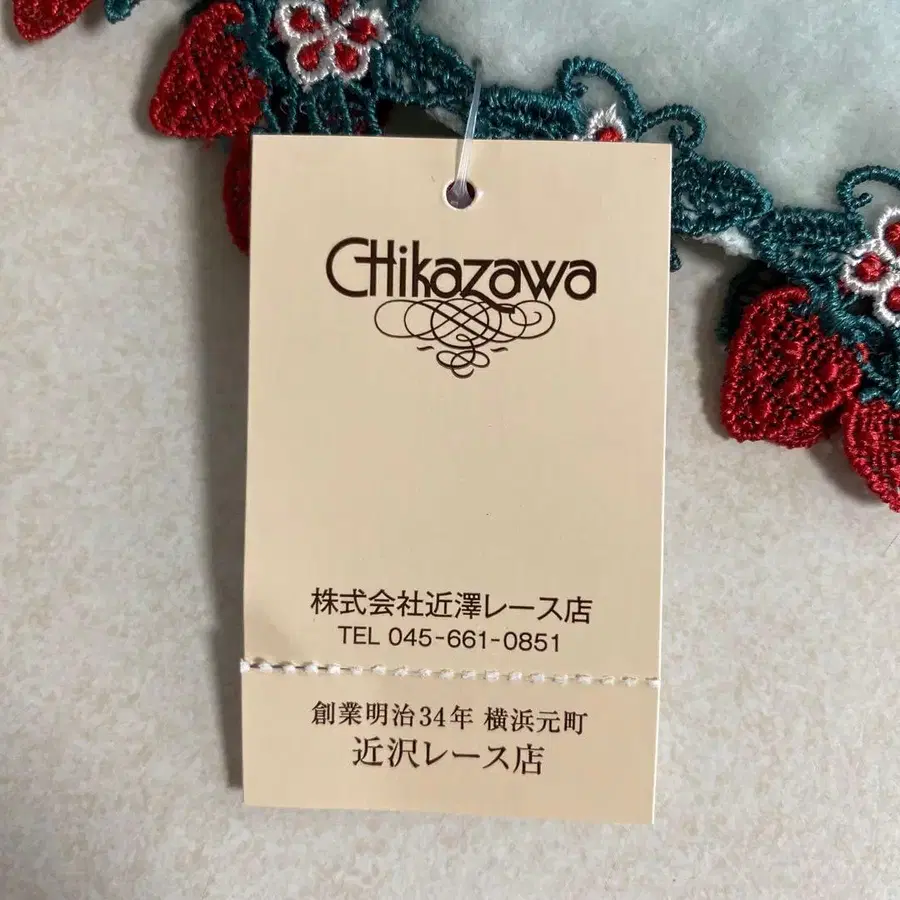 CHikazawa
株式会社近澤レース店
TEL 045-661-0851
創業明治34年 横浜元町
近沢レース店